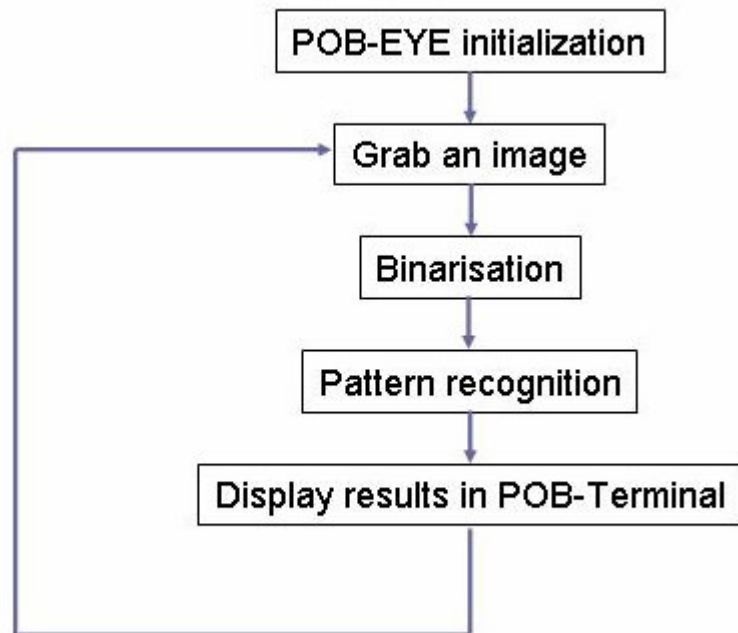 POB-EYE initialization
Grab an image
Binarisation
Pattern recognition
Display results in POB-Terminal